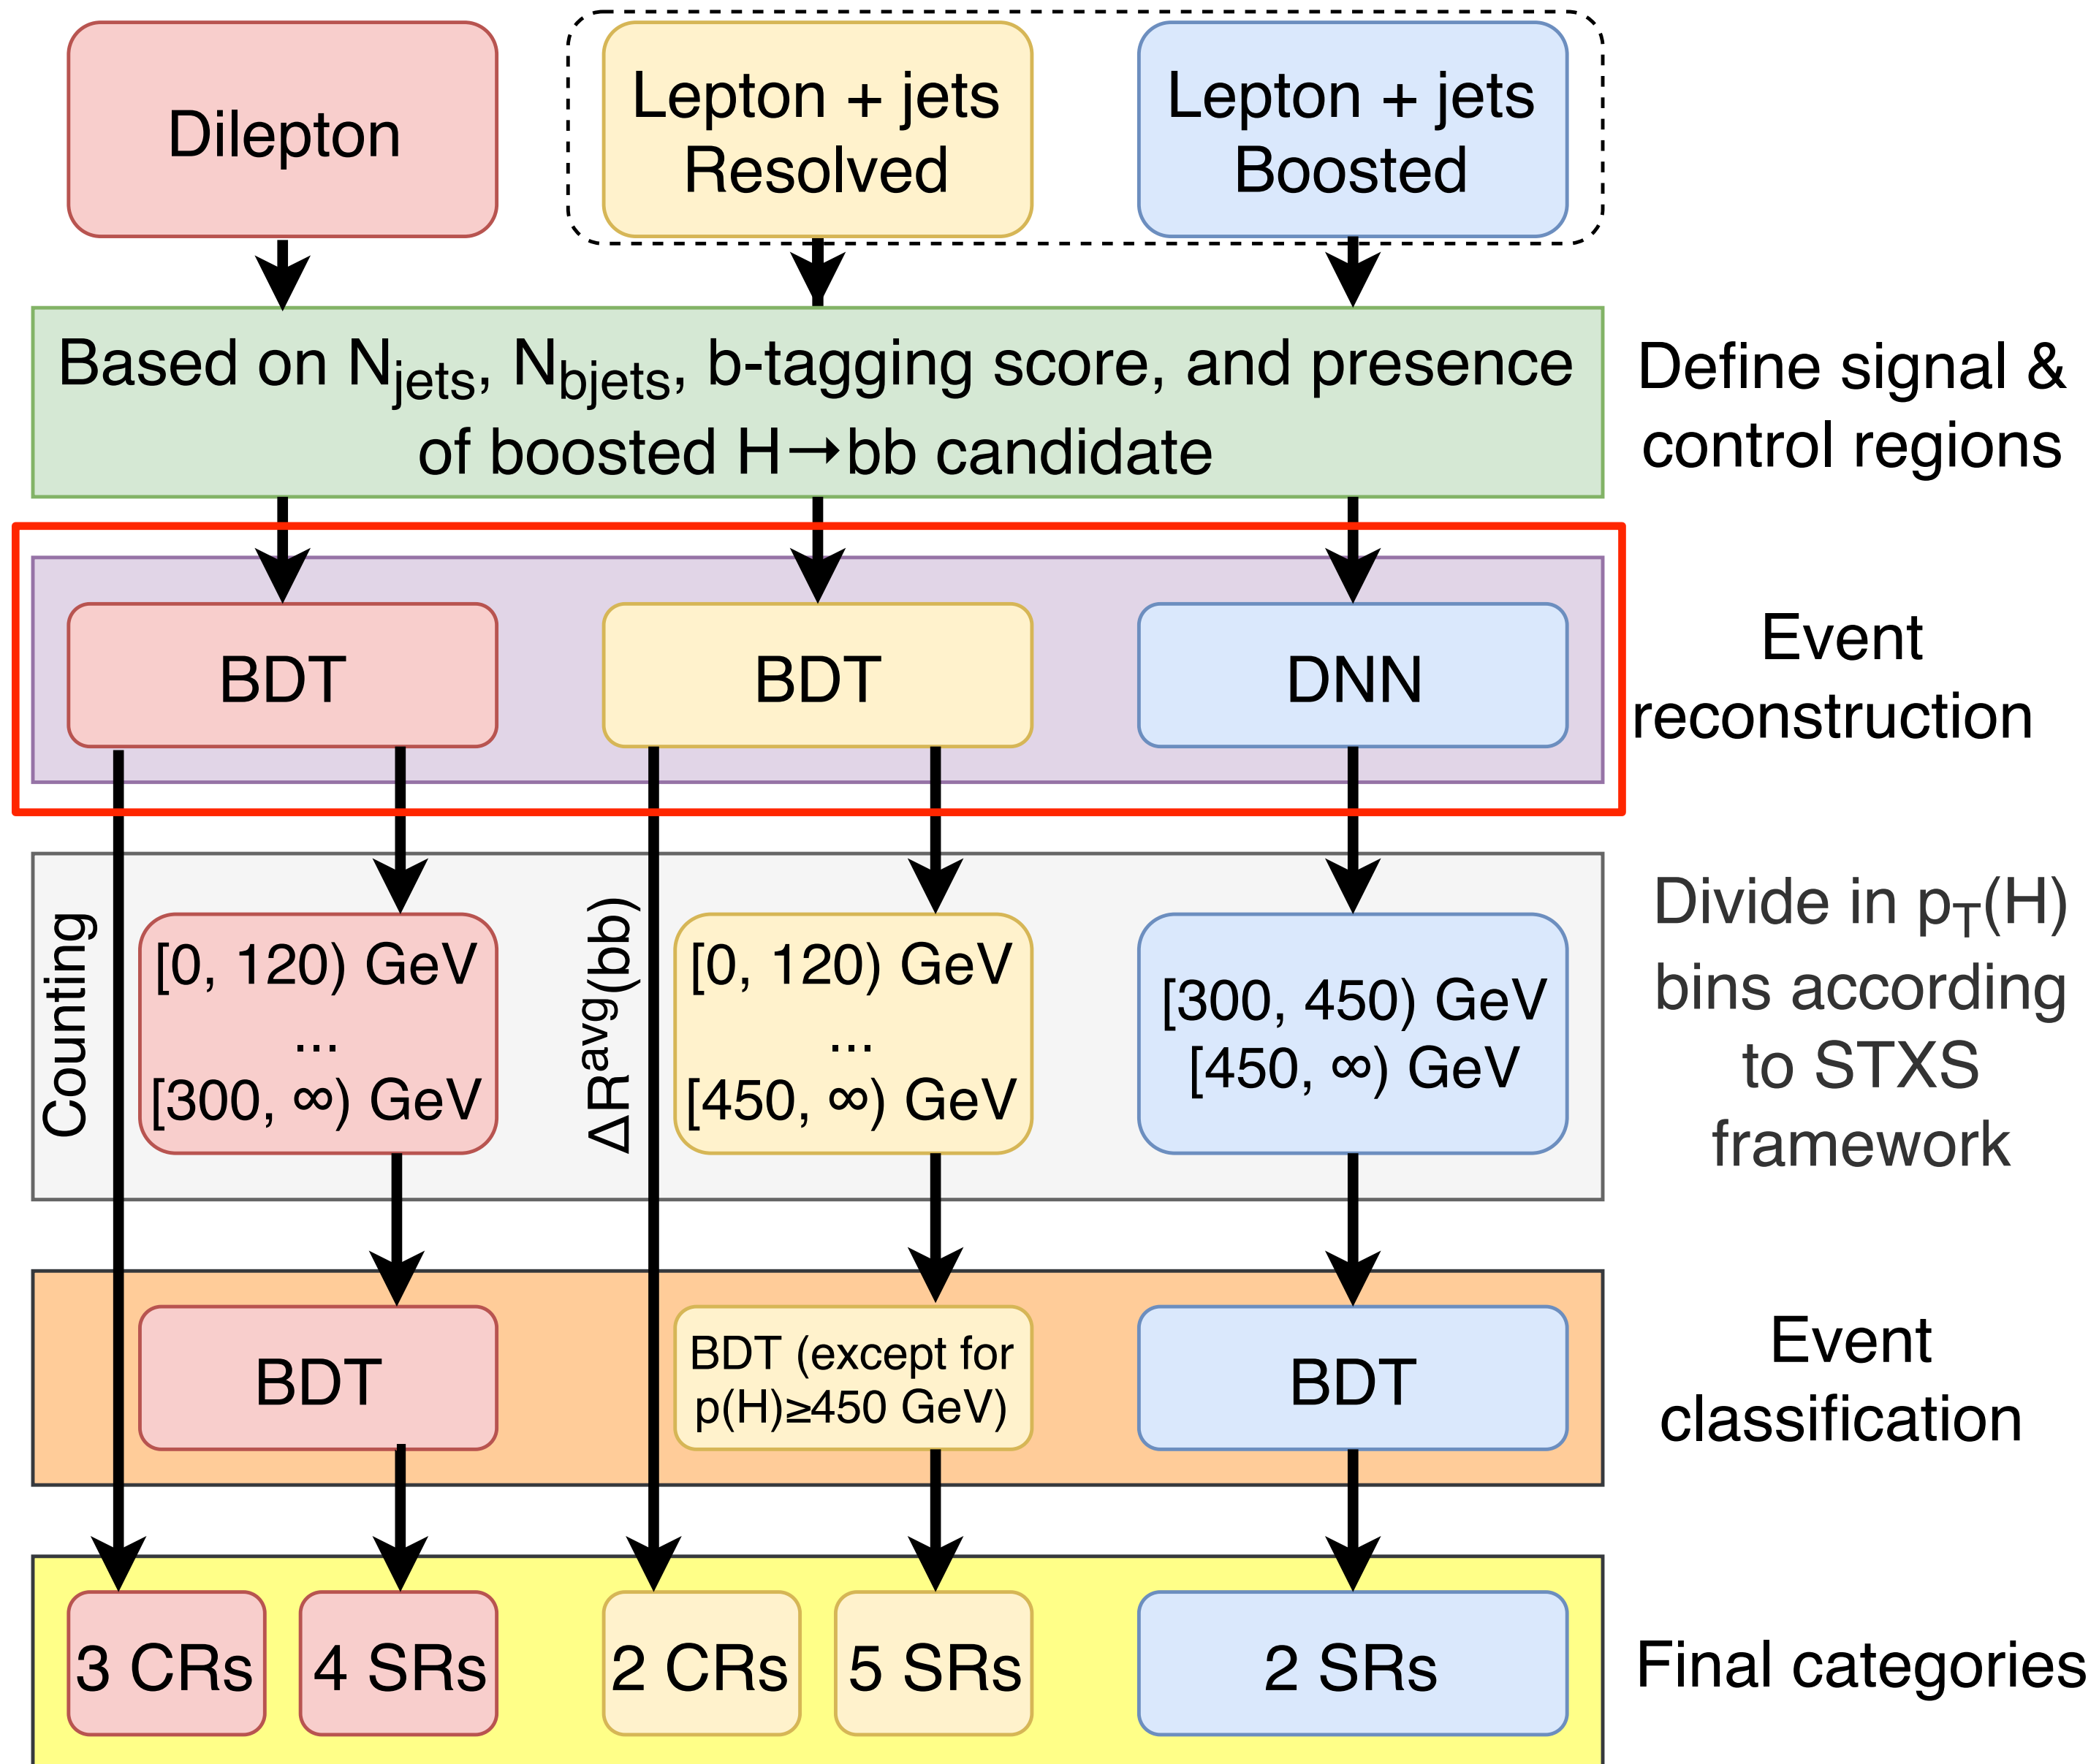 Dilepton
Lepton + jets
Resolved
Lepton + jets
Boosted
Based on Njets, Nbjets, b-tagging score, and presence
of boosted H→bb candidate
Define signal &
control regions
BDT
BDT
DNN
Event
reconstruction
Counting
[0, 120) GeV
...
[300, ∞) GeV
ΔRavg(bb)
[0, 120) GeV
...
[450, ∞) GeV
[300, 450) GeV
[450, ∞) GeV
Divide in pT(H)
bins according
to STXS
framework
BDT
BDT (except for
p(H)≥450 GeV)
BDT
Event
classification
3 CRs
4 SRs
2 CRs
5 SRs
2 SRs
Final categories